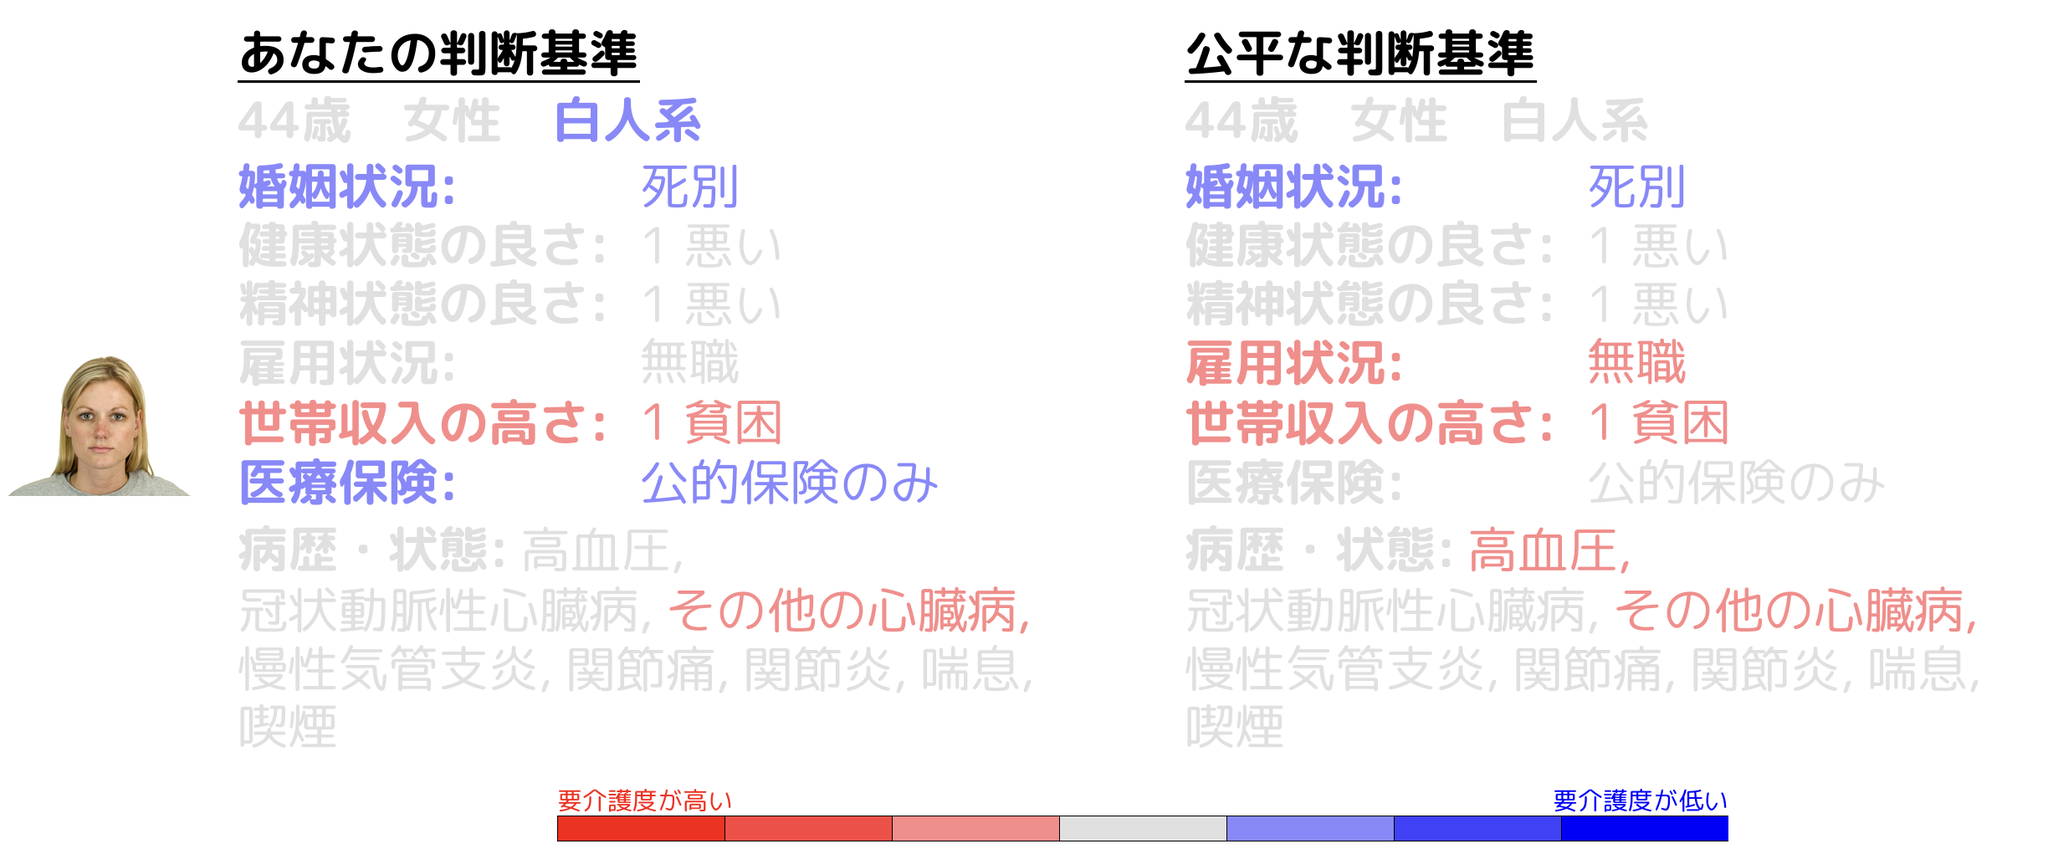 あなたの判断基準
44歳　女性　白人系
婚姻状況: 死別
健康状態の良さ: 1 悪い
精神状態の良さ: 1 悪い
雇用状況: 無職
世帯収入の高さ: 1 貧困
医療保険: 公的保険のみ
病歴・状態: 高血圧,
冠状動脈性心臓病, その他の心臓病,
慢性気管支炎, 関節痛, 関節炎, 喘息,
喫煙
公平な判断基準
44歳　女性　白人系
婚姻状況: 死別
健康状態の良さ: 1 悪い
精神状態の良さ: 1 悪い
雇用状況: 無職
世帯収入の高さ: 1 貧困
医療保険: 公的保険のみ
病歴・状態: 高血圧,
冠状動脈性心臓病, その他の心臓病,
慢性気管支炎, 関節痛, 関節炎, 喘息,
喫煙
要介護度が高い
要介護度が低い